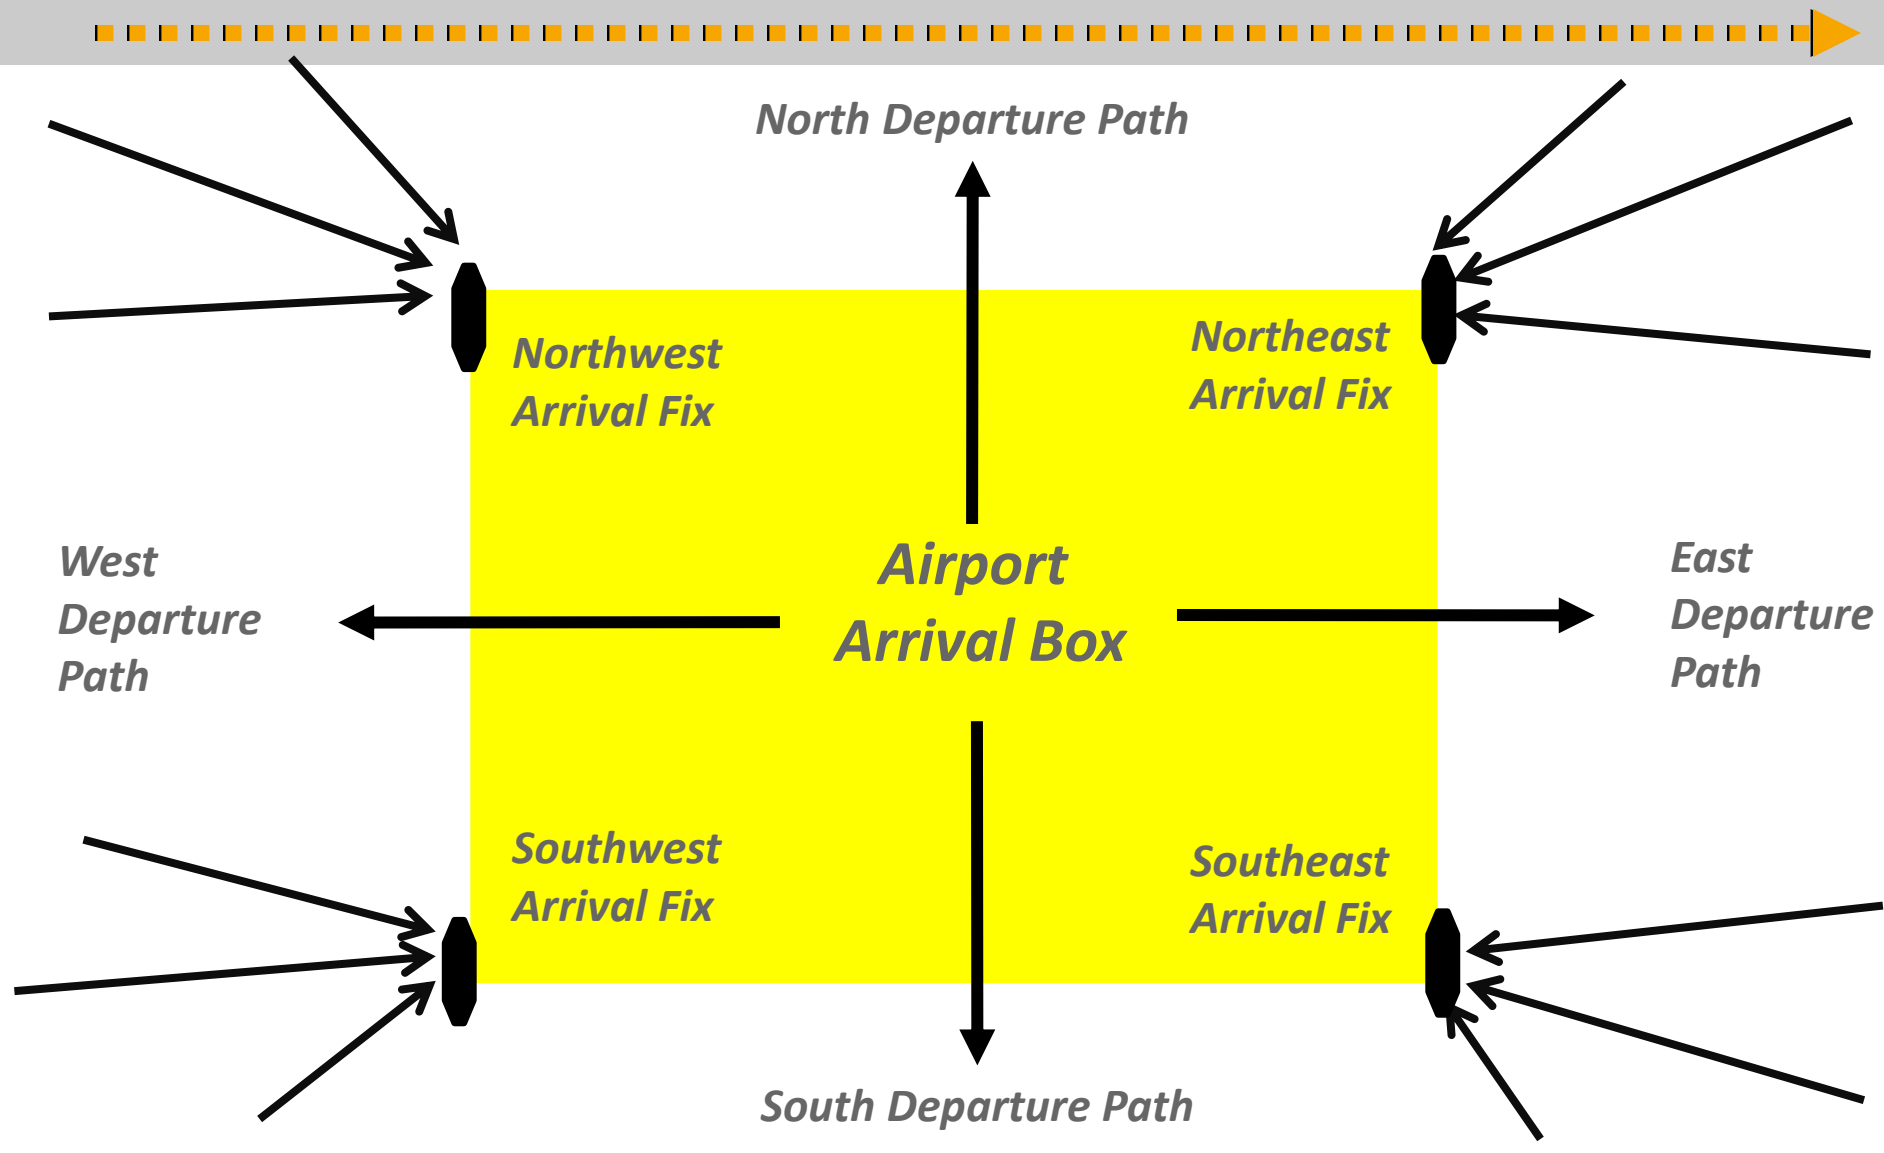 North Departure Path
Northwest
Arrival Fix
Northeast
Arrival Fix
West
Departure
Path
Airport
Arrival Box
East
Departure
Path
Southwest
Arrival Fix
Southeast
Arrival Fix
South Departure Path